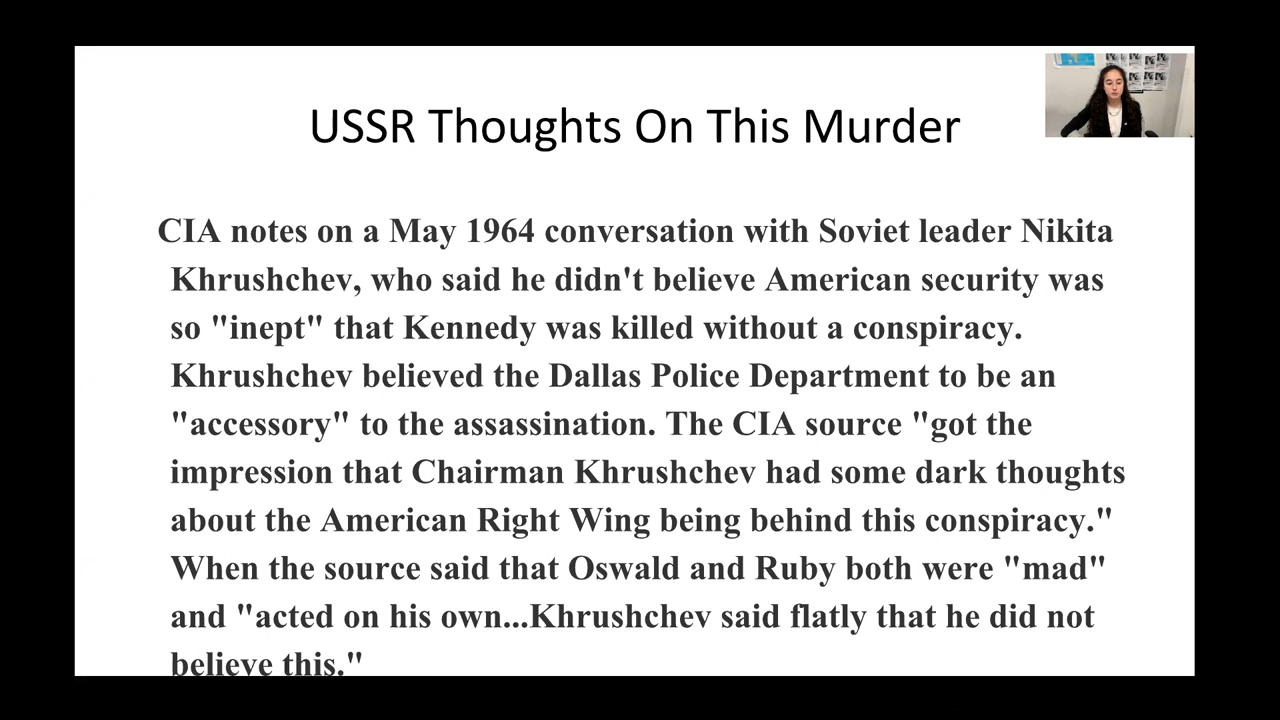 USSR Thoughts On This Murder
CIA notes on a May 1964 conversation with Soviet leader Nikita
Khrushchev, who said he didn't believe American security was
so "inept" that Kennedy was killed without a conspiracy.
Khrushchev believed the Dallas Police Department to be an
"accessory" to the assassination. The CIA source "got the
impression that Chairman Khrushchev had some dark thoughts
about the American Right Wing being behind this conspiracy."
When the source said that Oswald and Ruby both were "mad"
and "acted on his own...Khrushchev said flatly that he did not
believe this."